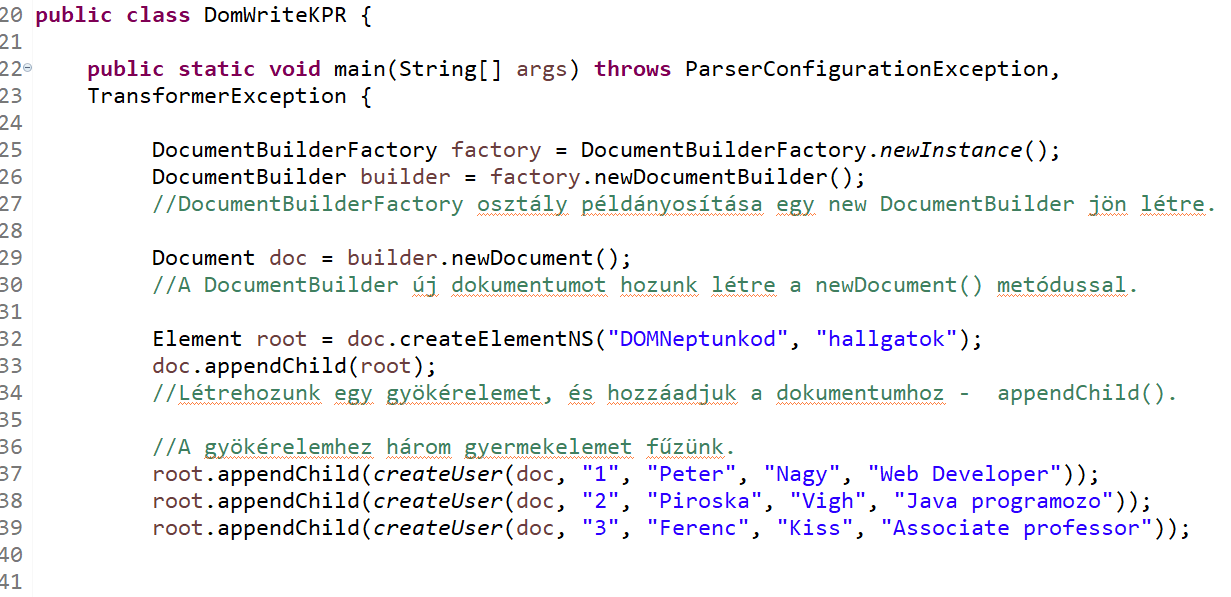 20 public class DomWriteKPR {
21
22 public static void main(String[] args) throws ParserConfigurationException,
23 TransformerException {
24
25 DocumentBuilderFactory factory = DocumentBuilderFactory.newInstance();
26 DocumentBuilder builder = factory.newDocumentBuilder();
27 //DocumentBuilderFactory osztály példányosítása egy new DocumentBuilder jön létre.
28
29 Document doc = builder.newDocument();
30 //A DocumentBuilder új dokumentumot hozunk létre a newDocument() metódussal.
31
32 Element root = doc.createElementNS("DOMNeptunkod", "hallgatok");
33 doc.appendChild(root);
34 //Létrehozunk egy gyökérelemet, és hozzáadjuk a dokumentumhoz -  appendChild().
35
36 //A gyökérelemhez három gyermekelemet fűzünk.
37 root.appendChild(createUser(doc, "1", "Peter", "Nagy", "Web Developer"));
38 root.appendChild(createUser(doc, "2", "Piroska", "Vigh", "Java programozo"));
39 root.appendChild(createUser(doc, "3", "Ferenc", "Kiss", "Associate professor"));
40
41